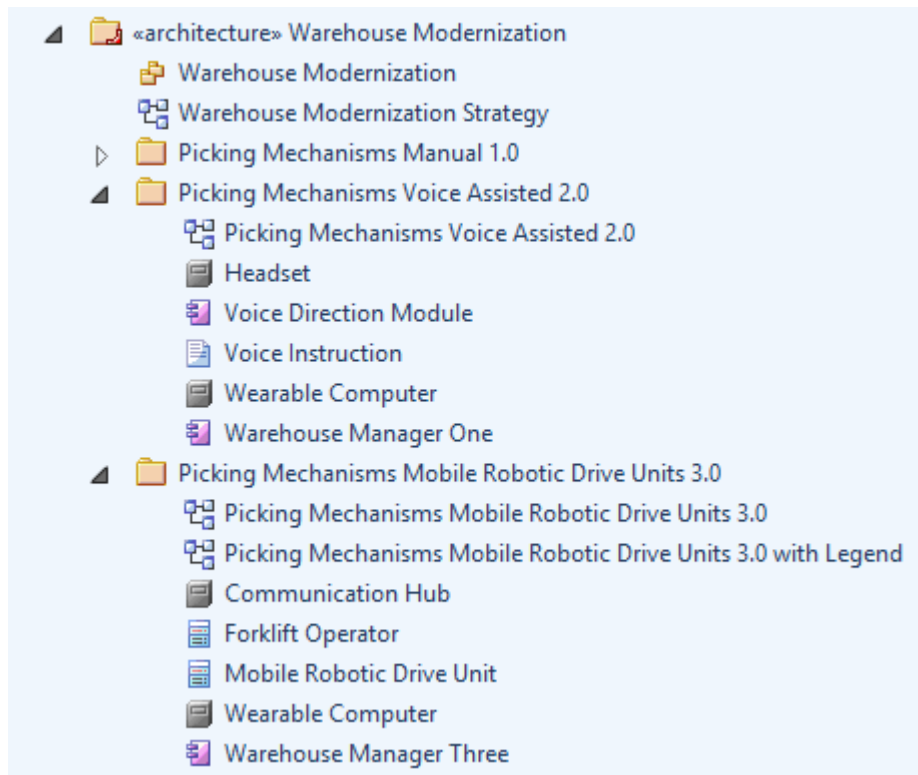 «architecture» Warehouse Modernization
Warehouse Modernization
Warehouse Modernization Strategy
Picking Mechanisms Manual 1.0
Picking Mechanisms Voice Assisted 2.0
Picking Mechanisms Voice Assisted 2.0
Headset
Voice Direction Module
Voice Instruction
Wearable Computer
Warehouse Manager One
Picking Mechanisms Mobile Robotic Drive Units 3.0
Picking Mechanisms Mobile Robotic Drive Units 3.0
Picking Mechanisms Mobile Robotic Drive Units 3.0 with Legend
Communication Hub
Forklift Operator
Mobile Robotic Drive Unit
Wearable Computer
Warehouse Manager Three